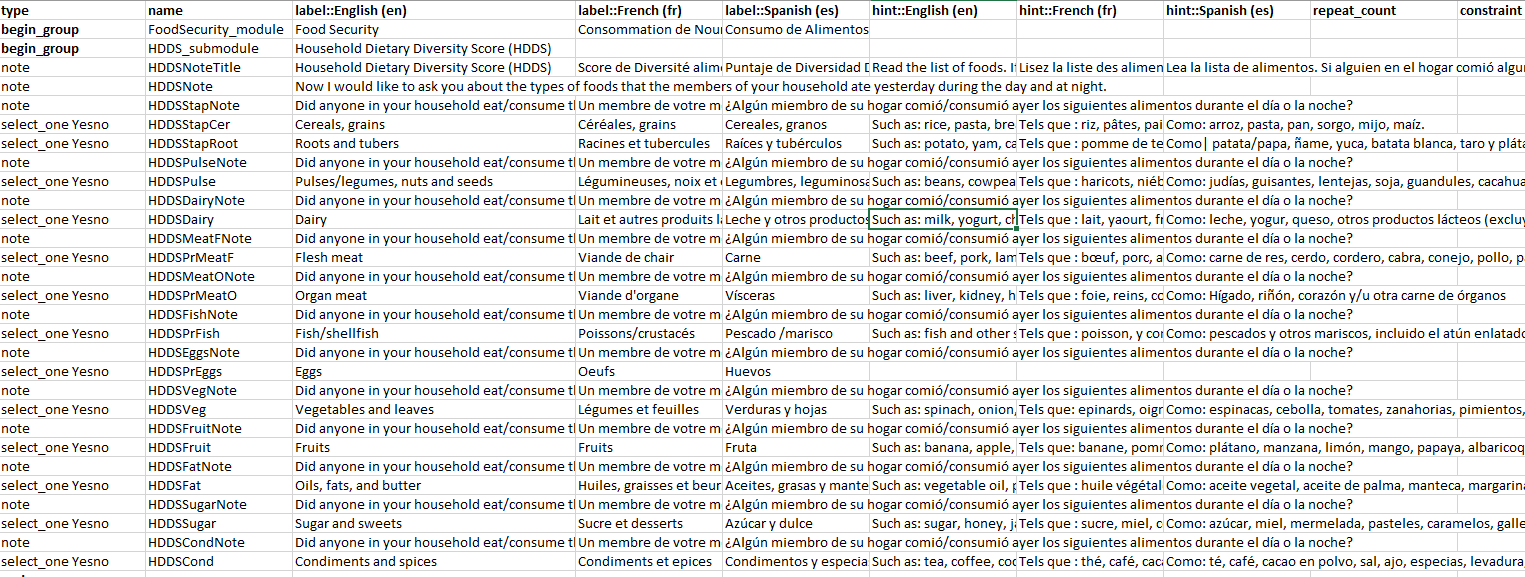 type name label::English (en) label::French (fr) label::Spanish (es) hint::English (en) hint::French (fr) hint::Spanish (es) repeat_count constraint
begin_group FoodSecurity_module Food Security Consommation de Nour Consumo de Alimentos
begin_group HDDS_submodule Household Dietary Diversity Score (HDDS)
note HDDSNoteTitle Household Dietary Diversity Score (HDDS) Score de Diversité alim Puntaje de Diversidad D Read the list of foods. I Lisez la liste des alimen Lea la lista de alimentos. Si alguien en el hogar comió algu
note HDDSNote Now I would like to ask you about the types of foods that the members of your household ate yesterday during the day and at night.
note HDDSStapNote Did anyone in your household eat/consume t Un membre de votre m ¿Algún miembro de su hogar comió/consumió ayer los siguientes alimentos durante el día o la noche?
select_one Yesno HDDSStapCer Cereals, grains Céréales, grains Cereales, granos Such as: rice, pasta, bre Tels que : riz, pâtes, pai Como: arroz, pasta, pan, sorgo, mijo, maíz.
select_one Yesno HDDSStapRoot Roots and tubers Racines et tubercules Raíces y tubérculos Such as: potato, yam, ca Tels que : pomme de te Como| patata/papa, ñame, yuca, batata blanca, taro y pláta
note HDDSPulseNote Did anyone in your household eat/consume t Un membre de votre m ¿Algún miembro de su hogar comió/consumió ayer los siguientes alimentos durante el día o la noche?
select_one Yesno HDDSPulse Pulses/legumes, nuts and seeds Légumineuses, noix et Legumbres, leguminosa Such as: beans, cowpea Tels que : haricots, niéb Como: judías, guisantes, lentejas, soja, guandules, cacahua
note HDDSDairyNote Did anyone in your household eat/consume t Un membre de votre m ¿Algún miembro de su hogar comió/consumió ayer los siguientes alimentos durante el día o la noche?
select_one Yesno HDDSDairy Dairy Lait et autres produits l Leche y otros productos Such as: milk, yogurt, ch Tels que : lait, yaourt, fr Como: leche, yogur, queso, otros productos lácteos (excluy
note HDDSMeatFNote Did anyone in your household eat/consume t Un membre de votre m ¿Algún miembro de su hogar comió/consumió ayer los siguientes alimentos durante el día o la noche?
select_one Yesno HDDSPrMeatF Flesh meat Viande de chair Carne Such as: beef, pork, lam Tels que : bœuf, porc, a Como: carne de res, cerdo, cordero, cabra, conejo, pollo, p
note HDDSMeatONote Did anyone in your household eat/consume t Un membre de votre m ¿Algún miembro de su hogar comió/consumió ayer los siguientes alimentos durante el día o la noche?
select_one Yesno HDDSPrMeatO Organ meat Viande d'organe Vísceras Such as: liver, kidney, h Tels que : foie, reins, co Como: Hígado, riñón, corazón y/u otra carne de órganos
note HDDSFishNote Did anyone in your household eat/consume t Un membre de votre m ¿Algún miembro de su hogar comió/consumió ayer los siguientes alimentos durante el día o la noche?
select_one Yesno HDDSPrFish Fish/shellfish Poissons/crustacés Pescado /marisco Such as: fish and other s Tels que : poisson, y co Como: pescados y otros mariscos, incluido el atún enlatado
note HDDSEggsNote Did anyone in your household eat/consume t Un membre de votre m ¿Algún miembro de su hogar comió/consumió ayer los siguientes alimentos durante el día o la noche?
select_one Yesno HDDSPrEggs Eggs Oeufs Huevos
note HDDSVegNote Did anyone in your household eat/consume t Un membre de votre m ¿Algún miembro de su hogar comió/consumió ayer los siguientes alimentos durante el día o la noche?
select_one Yesno HDDSVeg Vegetables and leaves Légumes et feuilles Verduras y hojas Such as: spinach, onion, Tels que: epinards, oign Como: espinacas, cebolla, tomates, zanahorias, pimientos,
note HDDSFruitNote Did anyone in your household eat/consume t Un membre de votre m ¿Algún miembro de su hogar comió/consumió ayer los siguientes alimentos durante el día o la noche?
select_one Yesno HDDSFruit Fruits Fruits Fruta Such as: banana, apple, Tels que: banane, pomm Como: plátano, manzana, limón, mango, papaya, albaricoq
note HDDSFatNote Did anyone in your household eat/consume t Un membre de votre m ¿Algún miembro de su hogar comió/consumió ayer los siguientes alimentos durante el día o la noche?
select_one Yesno HDDSFat Oils, fats, and butter Huiles, graisses et beur Aceites, grasas y mante Such as: vegetable oil, p Tels que : huile végétal Como: aceite vegetal, aceite de palma, manteca, margarina
note HDDSSugarNote Did anyone in your household eat/consume t Un membre de votre m ¿Algún miembro de su hogar comió/consumió ayer los siguientes alimentos durante el día o la noche?
select_one Yesno HDDSSugar Sugar and sweets Sucre et desserts Azúcar y dulce Such as: sugar, honey, ja Tels que : sucre, miel, c Como: azúcar, miel, mermelada, pasteles, caramelos, galle
note HDDSCondNote Did anyone in your household eat/consume t Un membre de votre m ¿Algún miembro de su hogar comió/consumió ayer los siguientes alimentos durante el día o la noche?
select_one Yesno HDDSCond Condiments and spices Condiments et epices Condimentos y especia Such as: tea, coffee, coc Tels que : thé, café, caca Como: té, café, cacao en polvo, sal, ajo, especias, levadura,